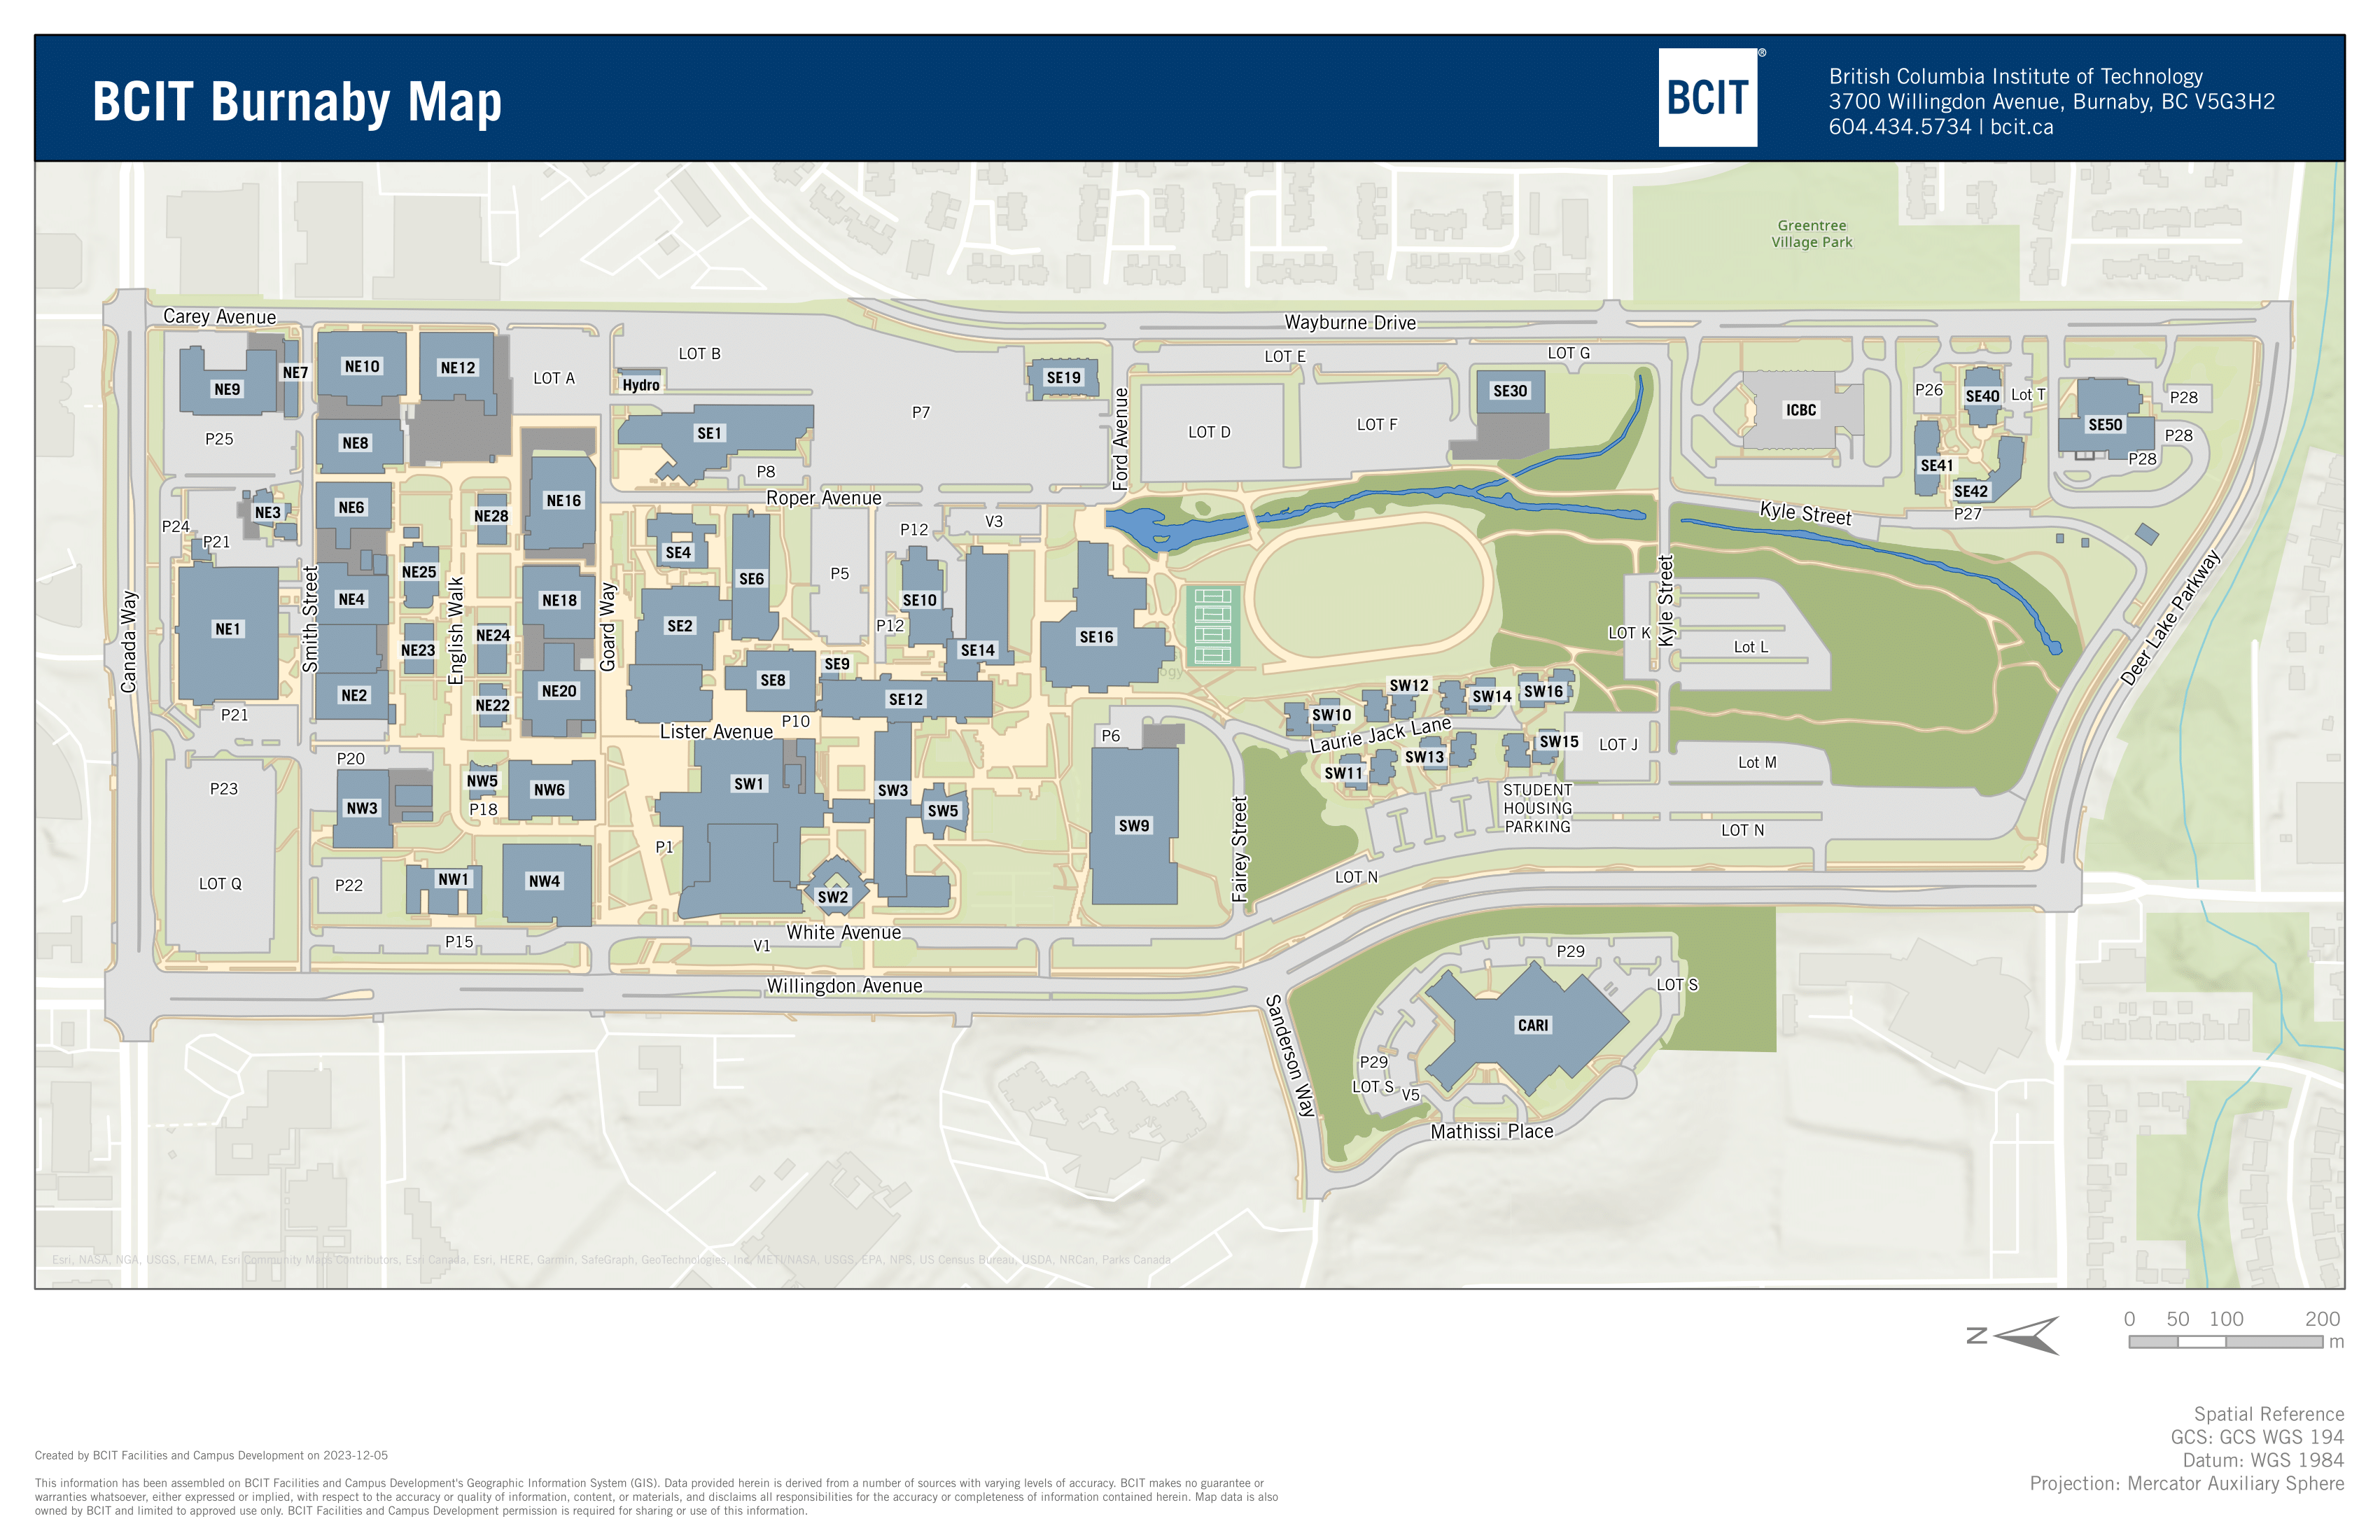 BCIT Burnaby Map
BCIT
®
British Columbia Institute of Technology
3700 Willingdon Avenue, Burnaby, BC V5G3H2
604.434.5734 | bcit.ca
Greentree
Village Park
Carey Avenue
Wayburne Drive
LOT B
LOT E
LOT G
NE7
NE10
NE12
LOT A
Hydro
SE19
NE9
SE30
P26
SE40
Lot T
P28
ICBC
P7
LOT D
LOT F
SE50
P25
NE8
SE1
Ford Avenue
P28
P28
P8
SE41
SE42
Roper Avenue
NE3
NE6
NE28
NE16
P24
P21
P12
V3
Kyle Street
P27
SE4
SE6
P5
NE25
NE4
NE18
SE10
SE2
P12
SE16
NE1
Canada Way
Smith Street
English Walk
Goard Way
NE23
NE24
SE9
SE14
LOT K
Kyle Street
Lot L
Deer Lake Parkway
SE8
ogy
NE2
NE20
NE22
SE12
SW12
SW14
SW16
SW10
P21
P10
Lister Avenue
P6
Laurie Jack Lane
SW15
LOT J
SW13
SW11
Lot M
P20
P23
NW5
P18
NW6
SW1
SW3
SW5
SW9
NW3
STUDENT
HOUSING
PARKING
LOT N
P1
Fairey Street
LOT N
LOT Q
P22
NW1
NW4
SW2
White Avenue
P15
V1
Willingdon Avenue
P29
LOT S
Sanderson Way
CARI
P29
LOT S
V5
Mathissi Place
Esri, NASA, NGA, USGS, FEMA, Esri Community Maps Contributors, Esri Canada, Esri, HERE, Garmin, SafeGraph, GeoTechnologies, Inc, METI/NASA, USGS, EPA, NPS, US Census Bureau, USDA, NRCan, Parks Canada
N
0 50 100 200
m
Spatial Reference
GCS: GCS WGS 194
Datum: WGS 1984
Projection: Mercator Auxiliary Sphere
Created by BCIT Facilities and Campus Development on 2023-12-05
This information has been assembled on BCIT Facilities and Campus Development's Geographic Information System (GIS). Data provided herein is derived from a number of sources with varying levels of accuracy. BCIT makes no guarantee or
warranties whatsoever, either expressed or implied, with respect to the accuracy or quality of information, content, or materials, and disclaims all responsibilities for the accuracy or completeness of information contained herein. Map data is also
owned by BCIT and limited to approved use only. BCIT Facilities and Campus Development permission is required for sharing or use of this information.